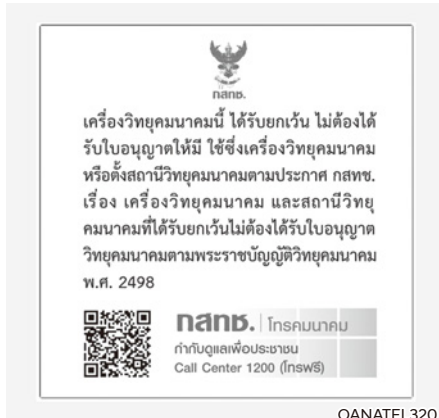 กสทช.
เครื่องวิทยุคมนาคมนี้ ได้รับยกเว้น ไม่ต้องได้
รับใบอนุญาตให้มี ใช้ซึ่งเครื่องวิทยุคมนาคม
หรือตั้งสถานีวิทยุคมนาคมตามประกาศ กสทช.
เรื่อง เครื่องวิทยุคมนาคม และสถานีวิทยุ
คมนาคมที่ได้รับยกเว้นไม่ต้องได้รับใบอนุญาต
วิทยุคมนาคมตามพระราชบัญญัติวิทยุคมนาคม
พ.ศ. 2498
กสทช. โทรคมนาคม
กำกับดูแลเพื่อประชาชน
Call Center 1200 (โทรฟรี)
QANATEL320